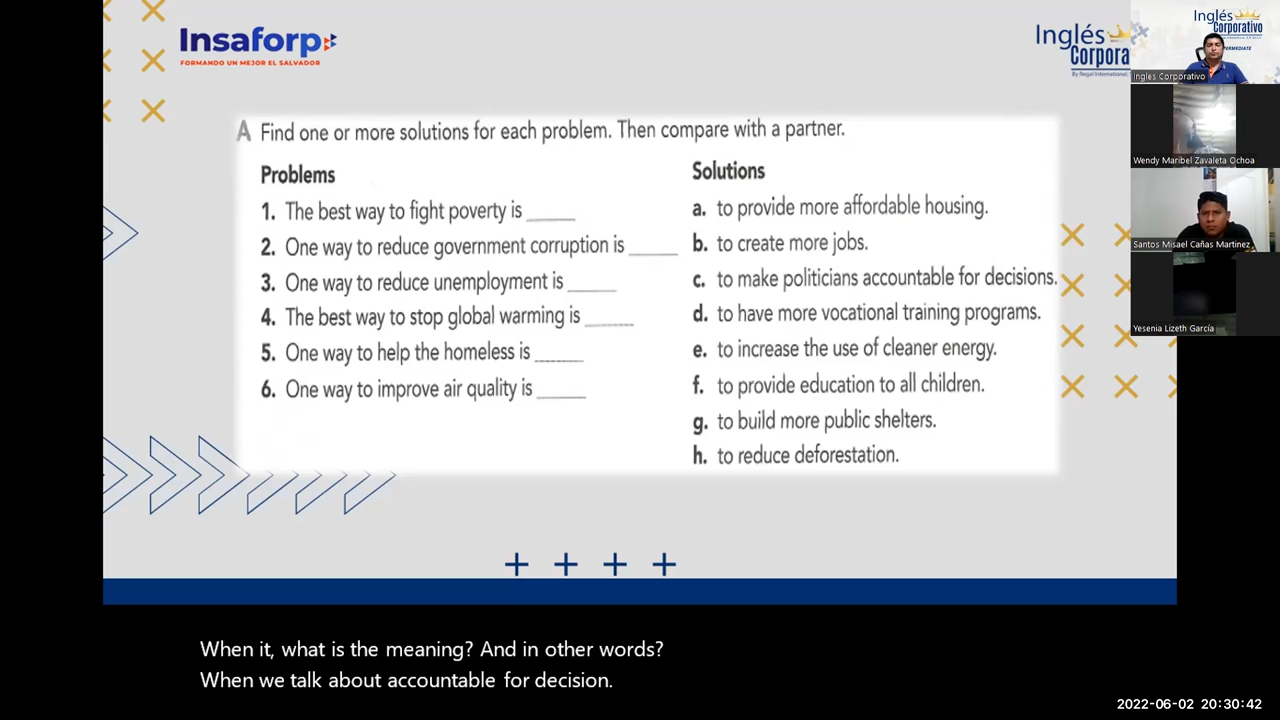 Insaforp
FORMANDO UN MEJOR EL SALVADOR
Inglés
Corpora
By Regal International,
A Find one or more solutions for each problem. Then compare with a partner.
Problems
1. The best way to fight poverty is ______
2. One way to reduce government corruption is ______
3. One way to reduce unemployment is ______
4. The best way to stop global warming is ______
5. One way to help the homeless is ______
6. One way to improve air quality is ______
Solutions
a. to provide more affordable housing.
b. to create more jobs.
c. to make politicians accountable for decisions.
d. to have more vocational training programs.
e. to increase the use of cleaner energy.
f. to provide education to all children.
g. to build more public shelters.
h. to reduce deforestation.
Inglés
Corporativo
Ingles Corporativo
Wendy Maribel Zavaleta Ochoa
Santos Misael Cañas Martinez
Yesenia Lizeth García
When it, what is the meaning? And in other words?
When we talk about accountable for decision.
2022-06-02 20:30:42